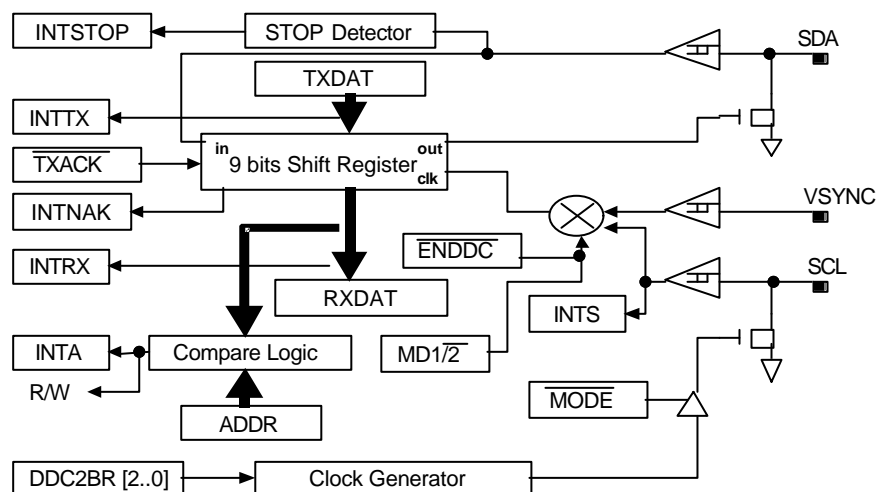 INTSTOP
STOP Detector
SDA
TXDAT
INTTX
in
out
TXACK
9 bits Shift Register
clk
INTNAK
VSYNC
ENDDC
INTRX
SCL
RXDAT
INTS
INTA
Compare Logic
MD1/2
R/W
MODE
ADDR
DDC2BR [2..0]
Clock Generator